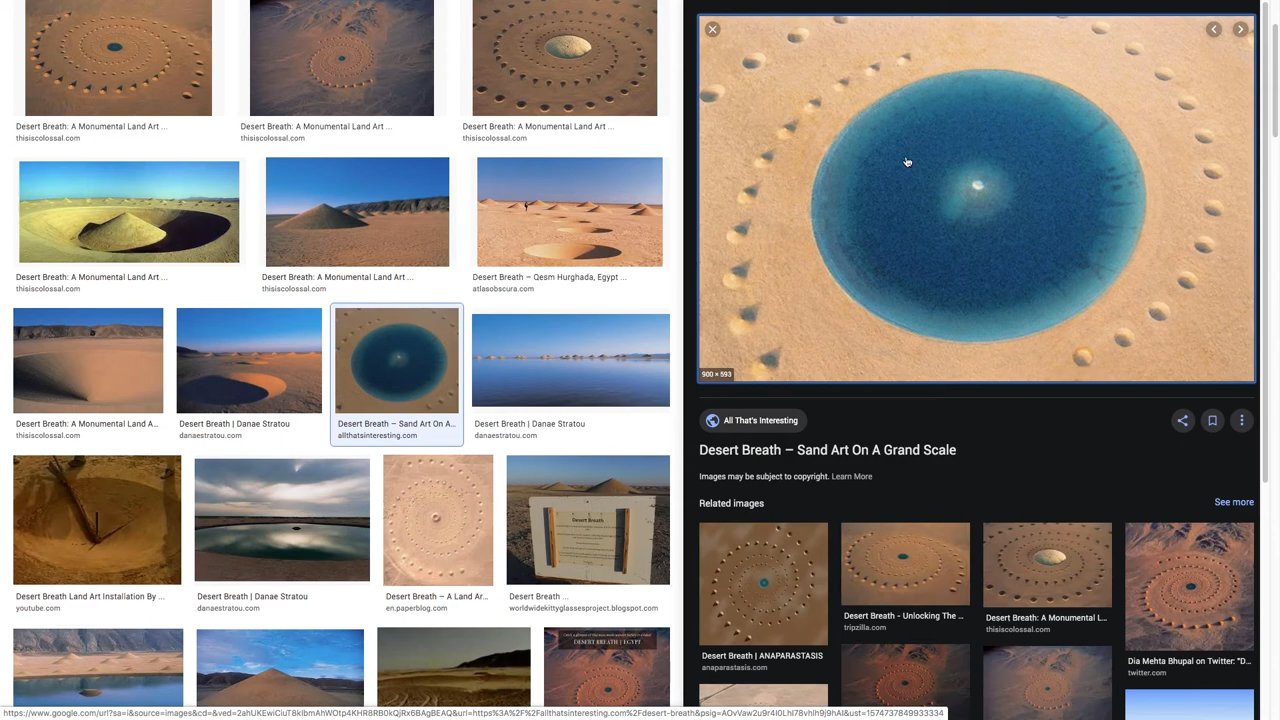 Desert Breath: A Monumental Land Art ...
thisiscolossal.com
Desert Breath: A Monumental Land Art ...
thisiscolossal.com
Desert Breath: A Monumental Land Art ...
thisiscolossal.com
Desert Breath: A Monumental Land Art ...
thisiscolossal.com
Desert Breath: A Monumental Land Art ...
thisiscolossal.com
Desert Breath – Qesm Hurghada, Egypt ...
atlasobscura.com
Desert Breath: A Monumental Land A...
thisiscolossal.com
Desert Breath | Danae Stratou
danaestratou.com
Desert Breath – Sand Art On A...
allthatsinteresting.com
Desert Breath | Danae Stratou
danaestratou.com
Desert Breath Land Art Installation By ...
youtube.com
Desert Breath | Danae Stratou
danaestratou.com
Desert Breath – A Land Ar...
en.paperblog.com
Desert Breath
Desert Breath ...
worldwidekittyglassesproject.blogspot.com
DESERT BREATH | EGYPT
900 × 593
All That's Interesting
Desert Breath – Sand Art On A Grand Scale
Images may be subject to copyright. Learn More
Related images
See more
Desert Breath | ANAPARASTASIS
anaparastasis.com
Desert Breath - Unlocking The ...
tripzilla.com
Desert Breath: A Monumental L...
thisiscolossal.com
Dia Mehta Bhupal on Twitter: "D...
twitter.com